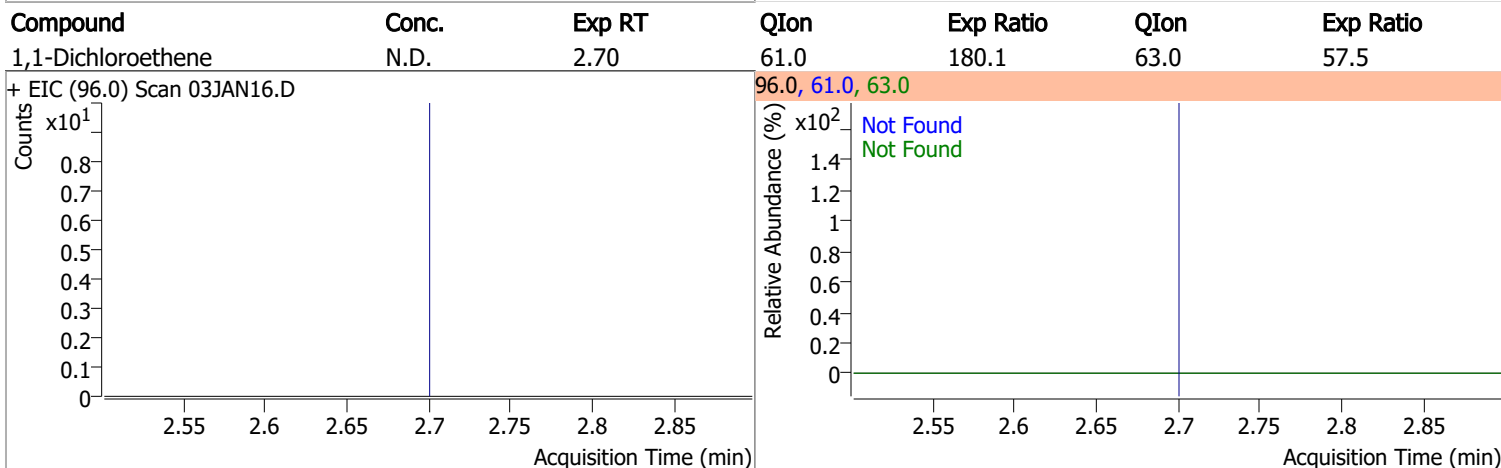 Compound Conc. Exp RT QIon Exp Ratio QIon Exp Ratio
1,1-Dichloroethene N.D. 2.70 61.0 180.1 63.0 57.5
+ EIC (96.0) Scan 03JAN16.D
Counts
x10¹
0.8
0.7
0.6
0.5
0.4
0.3
0.2
0.1
0
2.55 2.6 2.65 2.7 2.75 2.8 2.85
Acquisition Time (min)
96.0, 61.0, 63.0
Relative Abundance (%)
x10²
Not Found
Not Found
1.4
1.2
1
0.8
0.6
0.4
0.2
0
2.55 2.6 2.65 2.7 2.75 2.8 2.85
Acquisition Time (min)